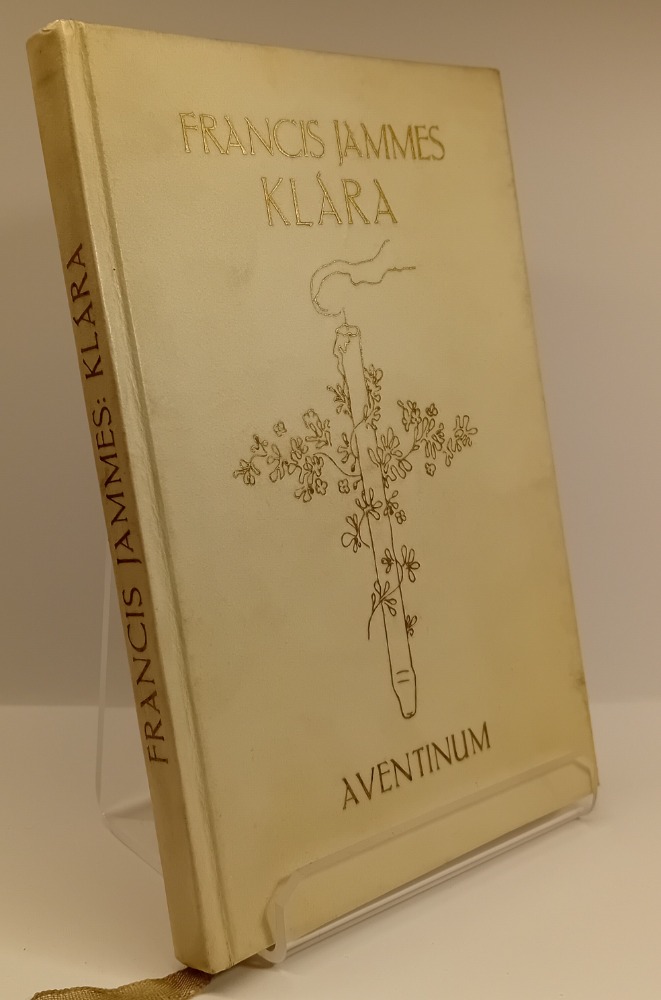 FRANCIS JAMMES
KLÁRA
AVENTINUM
FRANCIS JAMMES: KLÁRA